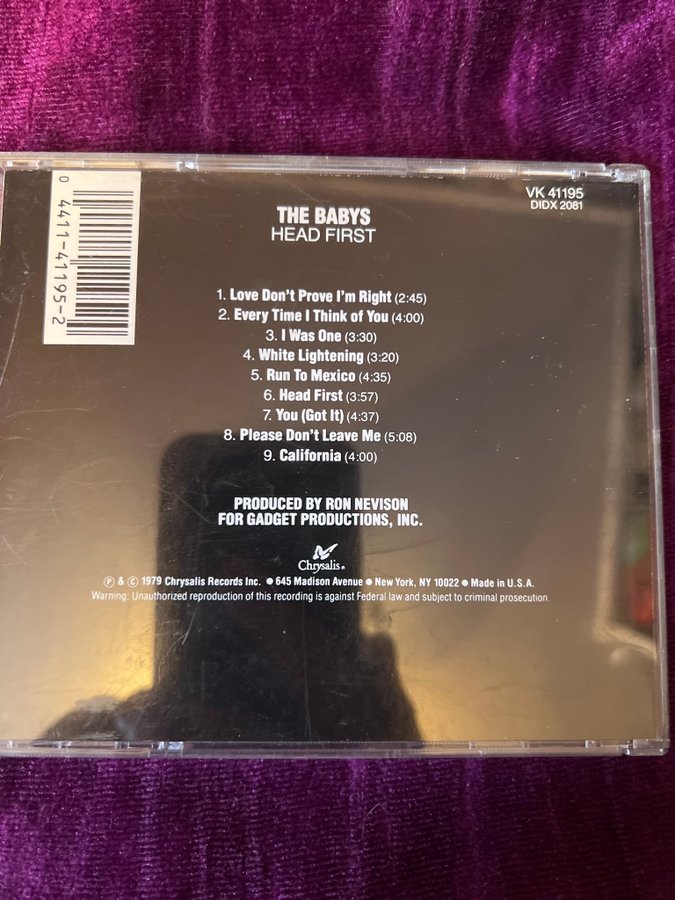 0 4411-41195-2
VK 41195
DIDX 2081
THE BABYS
HEAD FIRST
1. Love Don't Prove I'm Right (2:45)
2. Every Time I Think of You (4:00)
3. I Was One (3:30)
4. White Lightening (3:20)
5. Run To Mexico (4:35)
6. Head First (3:57)
7. You (Got It) (4:37)
8. Please Don't Leave Me (5:08)
9. California (4:00)
PRODUCED BY RON NEVISON
FOR GADGET PRODUCTIONS, INC.
Chrysalis®
℗ & © 1979 Chrysalis Records Inc. ● 645 Madison Avenue ● New York, NY 10022 ● Made in U.S.A.
Warning: Unauthorized reproduction of this recording is against Federal law and subject to criminal prosecution.